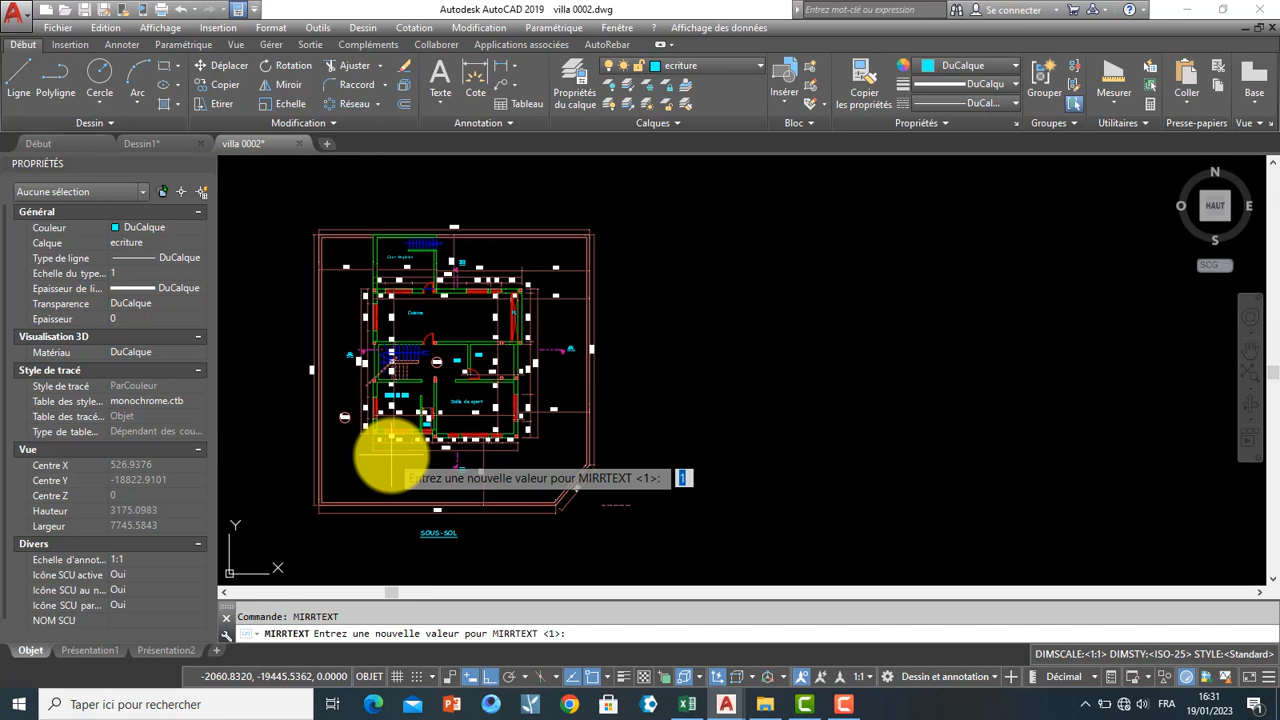 Autodesk AutoCAD 2019 villa 0002.dwg
Entrez mot-clé ou expression
Se connecter
Fichier Edition Affichage Insertion Format Outils Dessin Cotation Modification Paramétrique Fenêtre ? Affichage des données
Début Insertion Annoter Paramétrique Vue Gérer Sortie Compléments Collaborer Applications associées AutoRebar
Ligne Polyligne Cercle Arc
Déplacer Rotation Ajuster
Copier Miroir Raccord
Etirer Echelle Réseau
Texte Cote Tableau
Propriétés du calque
ecriture
Insérer
Copier les propriétés
DuCalque
DuCalqu
DuCal...
Grouper Mesurer Coller Base
Dessin Modification Annotation Calques Bloc Propriétés Groupes Utilitaires Presse-papiers Vue
Début Dessin1* villa 0002*
PROPRIÉTÉS
Aucune sélection
Général
Couleur DuCalque
Calque ecriture
Type de ligne DuCalque
Echelle du type... 1
Epaisseur de li... DuCalque
Transparence DuCalque
Epaisseur 0
Visualisation 3D
Matériau DuCalque
Style de tracé
Style de tracé ParCouleur
Table des styles... monochrome.ctb
Table des tracé... Objet
Type de table... Dépendant des cou...
Vue
Centre X 526.9376
Centre Y -18822.9101
Centre Z 0
Hauteur 3175.0983
Largeur 7745.5843
Divers
Echelle d'annot... 1:1
Icône SCU active Oui
Icône SCU au n... Oui
Icône SCU par... Oui
NOM SCU
N
O HAUT E
S
SCG
Cuisine
Salle de sport
SOUS-SOL
Entrez une nouvelle valeur pour MIRRTEXT <1>: 1
Y
X
Commande: MIRRTEXT
MIRRTEXT Entrez une nouvelle valeur pour MIRRTEXT <1>:
Objet Présentation1 Présentation2
DIMSCALE:<1:1> DIMSTY:<ISO-25> STYLE:<Standard>
-2060.8320, -19445.5362, 0.0000 OBJET
1:1
Dessin et annotation
Décimal
Taper ici pour rechercher
FRA
16:31
19/01/2023